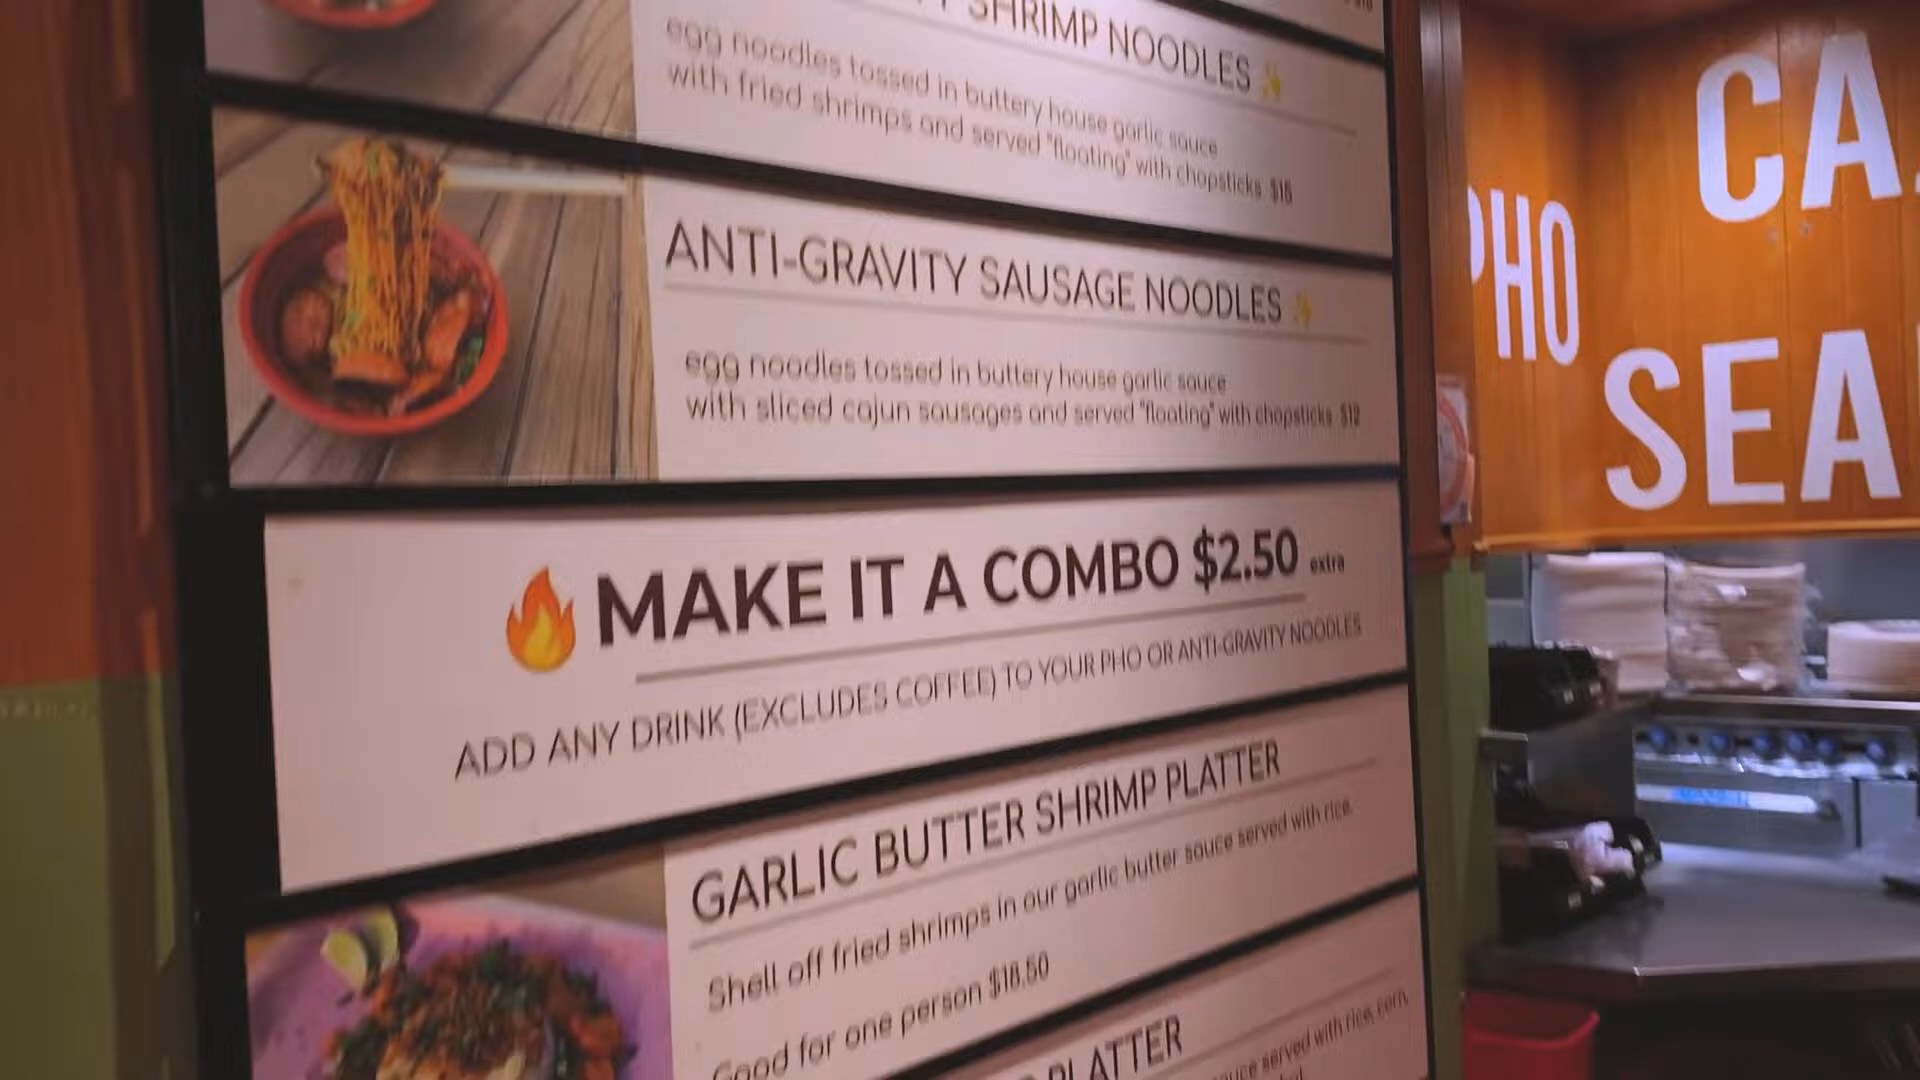 SHRIMP NOODLES ✨
egg noodles tossed in buttery house garlic sauce
with fried shrimps and served "floating" with chopsticks $15
ANTI-GRAVITY SAUSAGE NOODLES ✨
egg noodles tossed in buttery house garlic sauce
with sliced cajun sausages and served "floating" with chopsticks $12
🔥 MAKE IT A COMBO $2.50 extra
ADD ANY DRINK (EXCLUDES COFFEE) TO YOUR PHO OR ANTI-GRAVITY NOODLES
GARLIC BUTTER SHRIMP PLATTER
Shell off fried shrimps in our garlic butter sauce served with rice.
Good for one person $18.50
PLATTER
sauce served with rice, corn,
CA
PHO
SEA